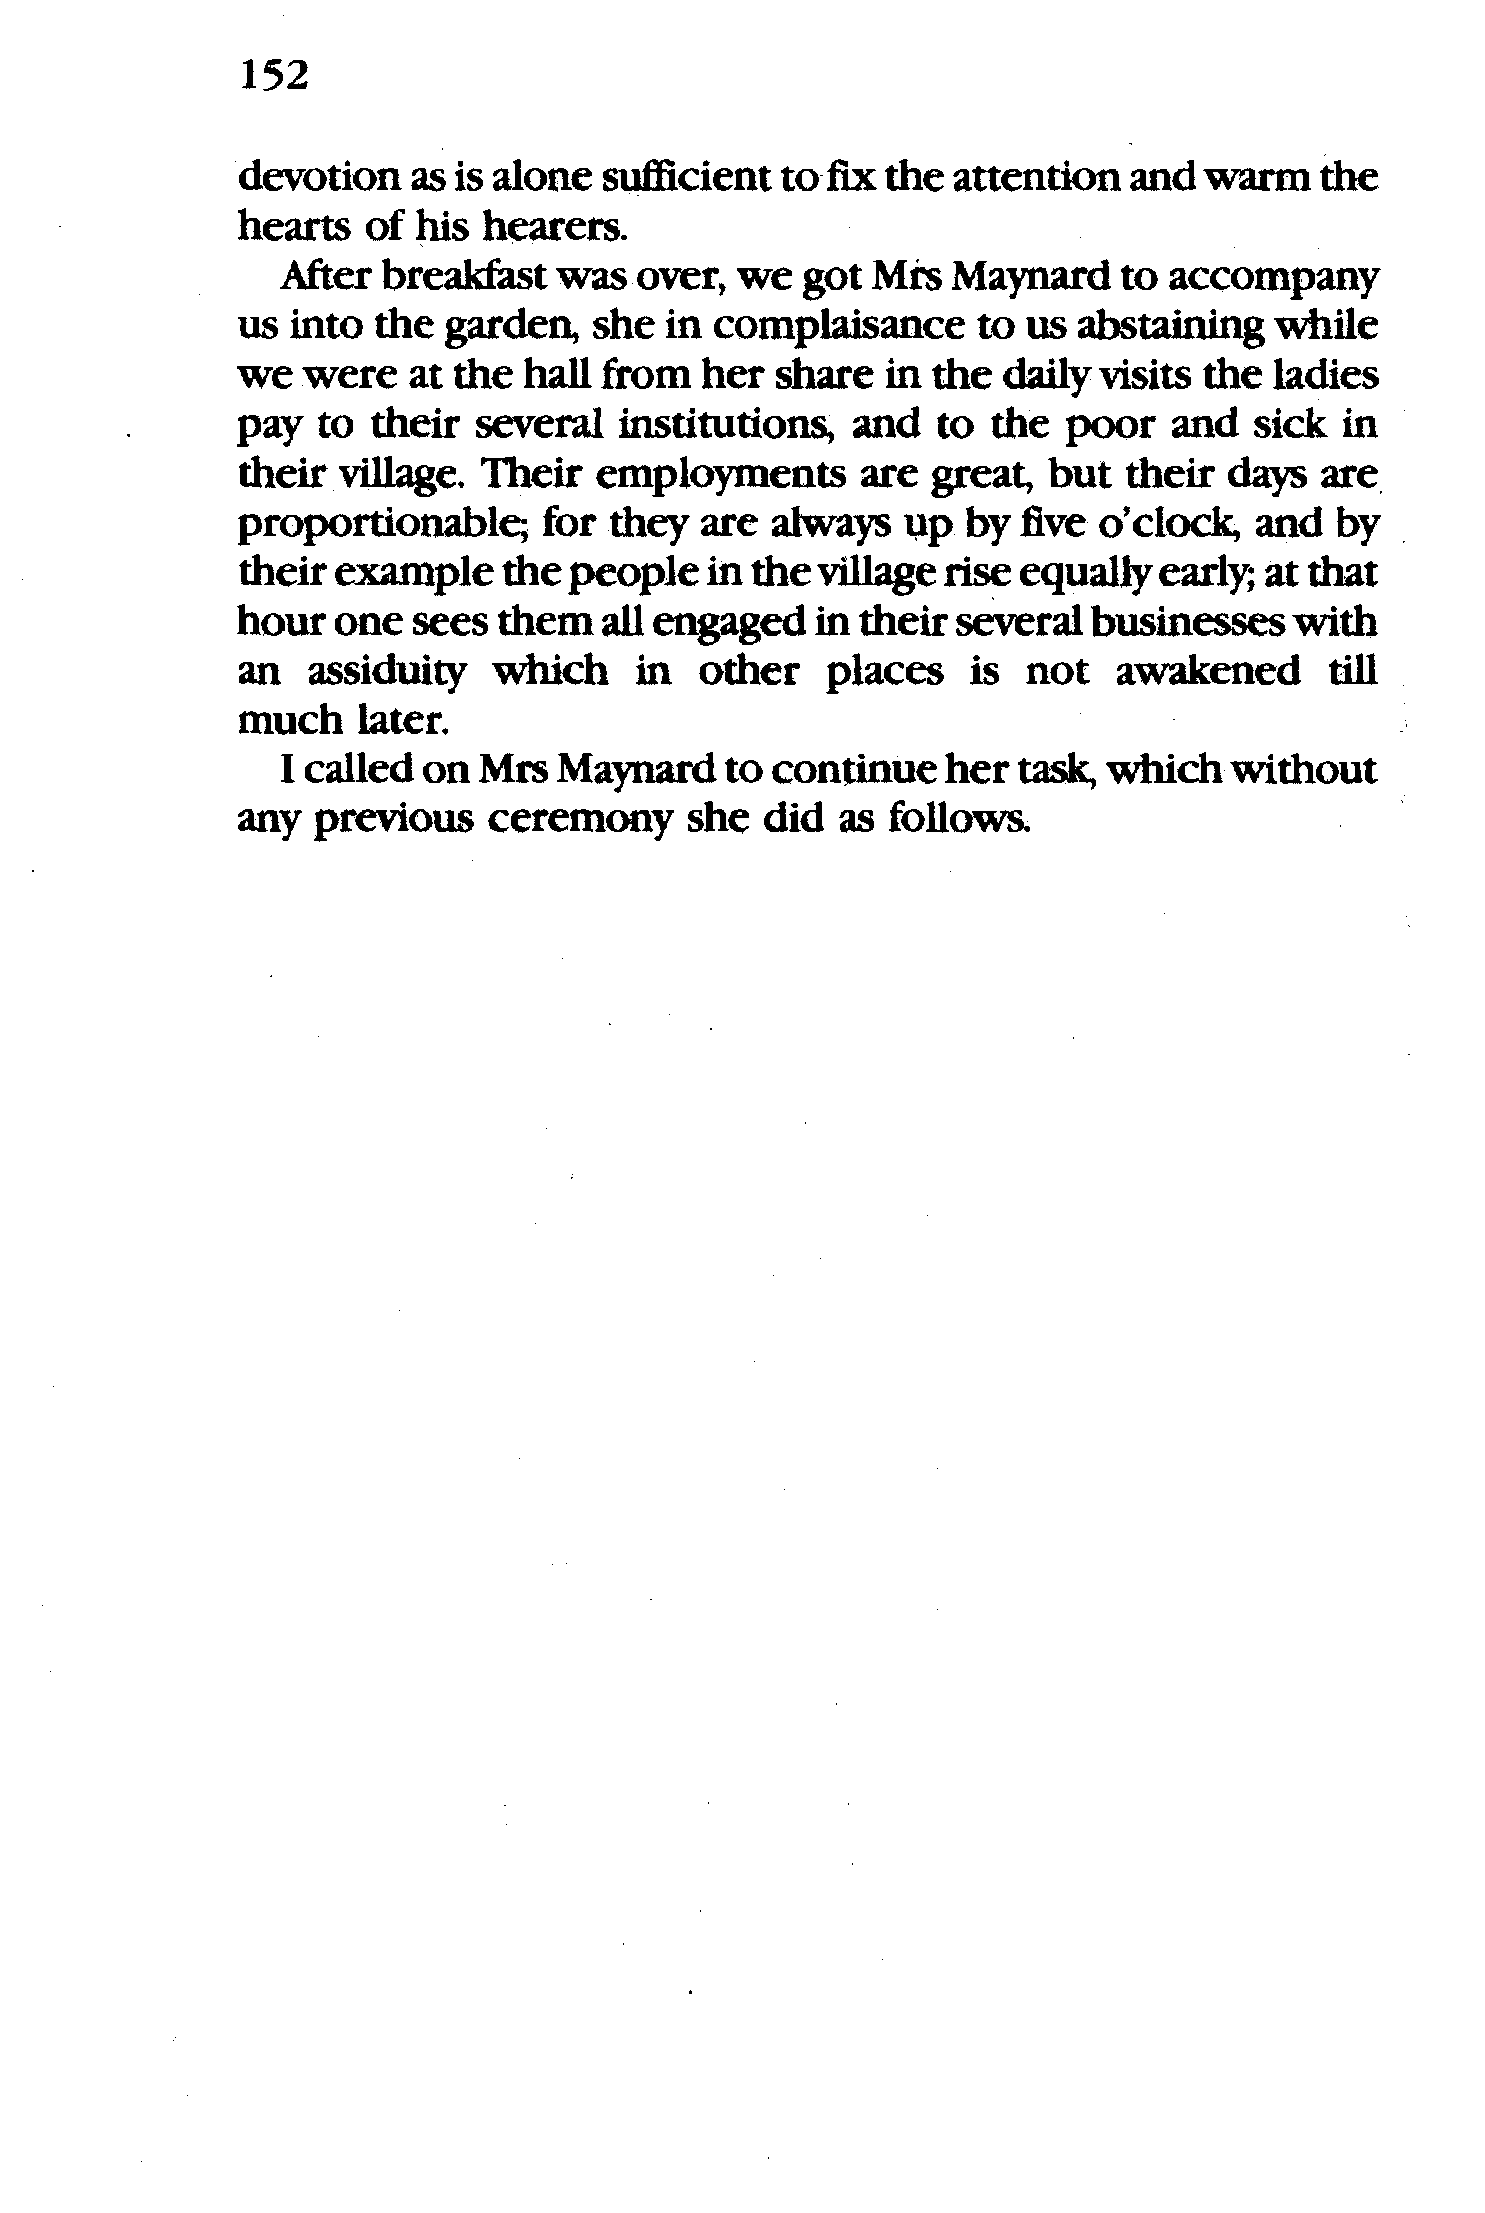 152
devotion as is alone sufficient to fix the attention and warm the
hearts of his hearers.
After breakfast was over, we got Mrs Maynard to accompany
us into the garden, she in complaisance to us abstaining while
we were at the hall from her share in the daily visits the ladies
pay to their several institutions, and to the poor and sick in
their village. Their employments are great, but their days are
proportionable; for they are always up by five o'clock, and by
their example the people in the village rise equally early; at that
hour one sees them all engaged in their several businesses with
an assiduity which in other places is not awakened till
much later.
I called on Mrs Maynard to continue her task, which without
any previous ceremony she did as follows.